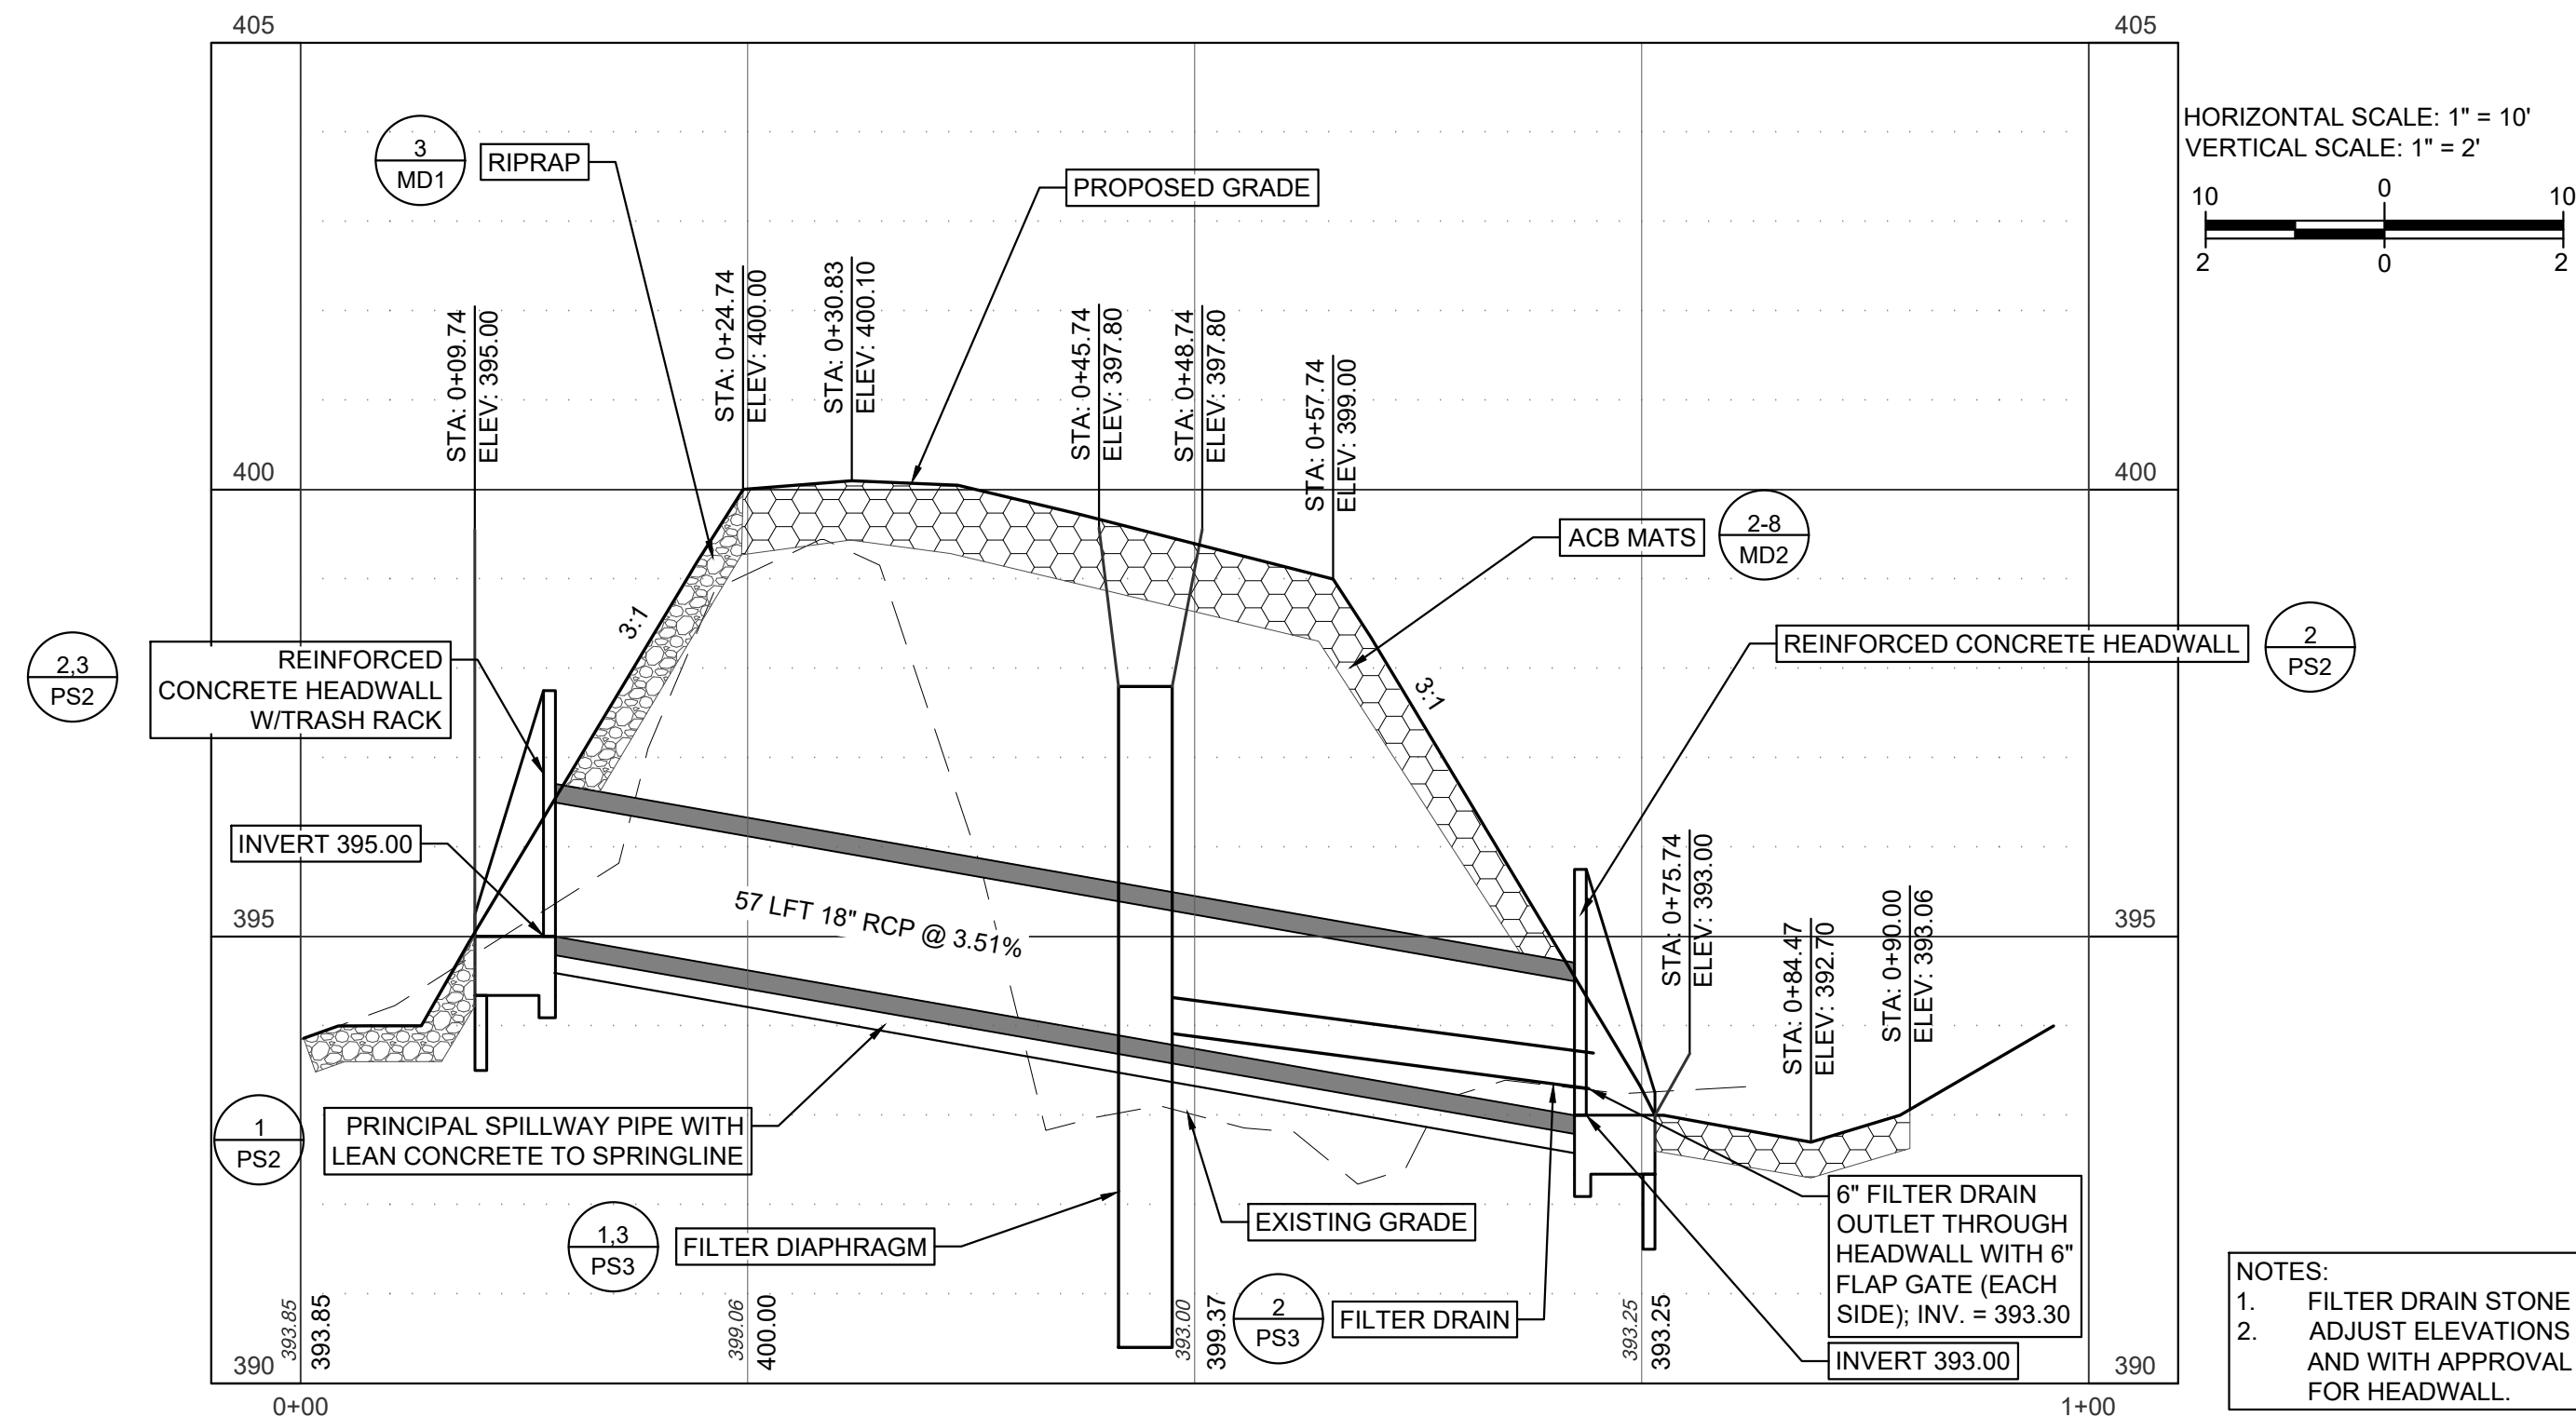 405
405
HORIZONTAL SCALE: 1" = 10'
VERTICAL SCALE: 1" = 2'
10 0 10
2 0 2
3
MD1
RIPRAP
PROPOSED GRADE
STA: 0+09.74
ELEV: 395.00
STA: 0+24.74
ELEV: 400.00
STA: 0+30.83
ELEV: 400.10
STA: 0+45.74
ELEV: 397.80
STA: 0+48.74
ELEV: 397.80
STA: 0+57.74
ELEV: 399.00
400
400
ACB MATS
2-8
MD2
3:1
3:1
2,3
PS2
REINFORCED
CONCRETE HEADWALL
W/TRASH RACK
REINFORCED CONCRETE HEADWALL
2
PS2
INVERT 395.00
395
395
57 LFT 18" RCP @ 3.51%
STA: 0+75.74
ELEV: 393.00
STA: 0+84.47
ELEV: 392.70
STA: 0+90.00
ELEV: 393.06
1
PS2
PRINCIPAL SPILLWAY PIPE WITH
LEAN CONCRETE TO SPRINGLINE
1,3
PS3
FILTER DIAPHRAGM
EXISTING GRADE
2
PS3
FILTER DRAIN
6" FILTER DRAIN
OUTLET THROUGH
HEADWALL WITH 6"
FLAP GATE (EACH
SIDE); INV. = 393.30
INVERT 393.00
NOTES:
1. FILTER DRAIN STONE
2. ADJUST ELEVATIONS
AND WITH APPROVAL
FOR HEADWALL.
390
390
393.85
393.85
399.06
400.00
393.00
399.37
393.25
393.25
0+00
1+00